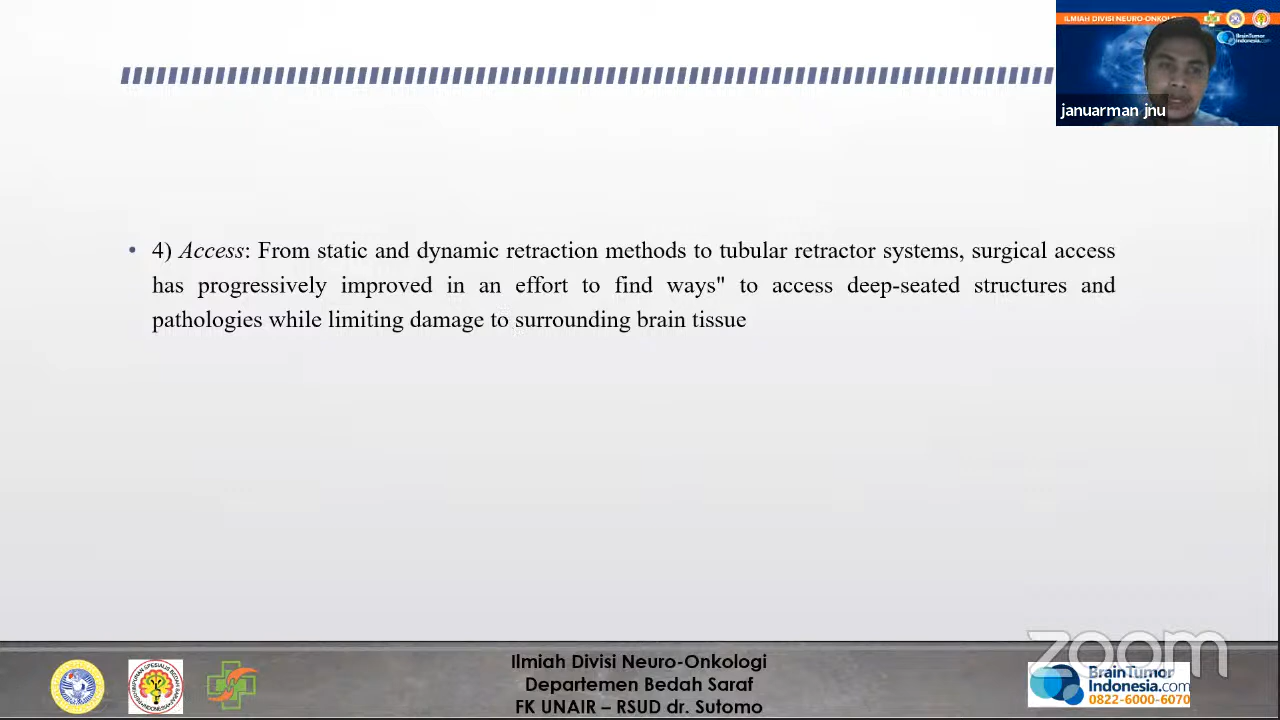 ILMIAH DIVISI NEURO-ONKOLOGI
BrainTumor
Indonesia.com
januarman jnu
• 4) Access: From static and dynamic retraction methods to tubular retractor systems, surgical access
has progressively improved in an effort to find ways" to access deep-seated structures and
pathologies while limiting damage to surrounding brain tissue
zoom
Ilmiah Divisi Neuro-Onkologi
Departemen Bedah Saraf
FK UNAIR – RSUD dr. Sutomo
BrainTumor
Indonesia.com
0822-6000-6070